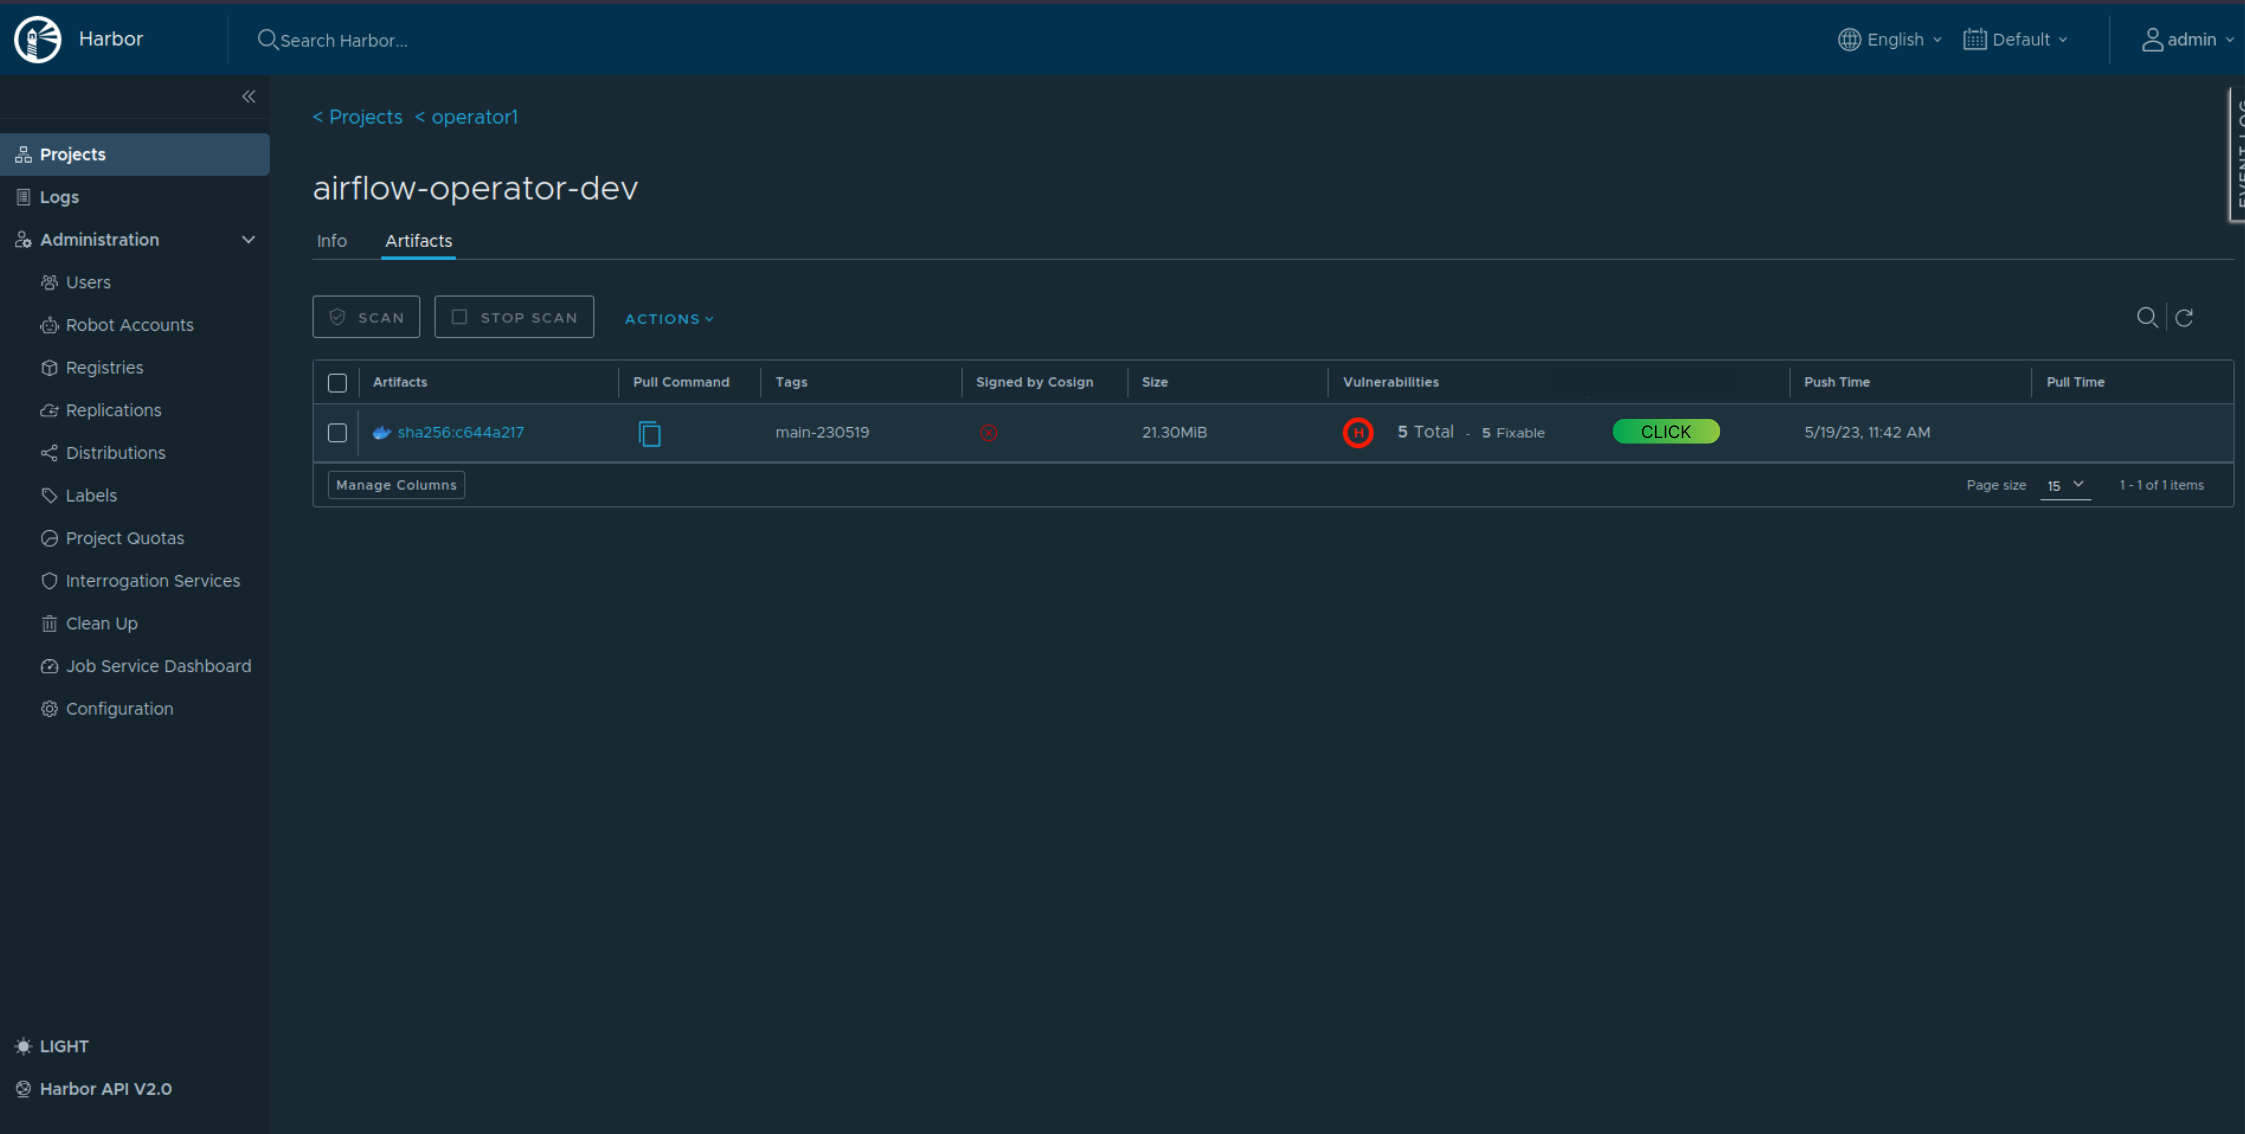 Harbor
Search Harbor...
English
Default
admin
EVENT LOG
< Projects < operator1
Projects
Logs
Administration
Users
Robot Accounts
Registries
Replications
Distributions
Labels
Project Quotas
Interrogation Services
Clean Up
Job Service Dashboard
Configuration
LIGHT
Harbor API V2.0
airflow-operator-dev
Info Artifacts
SCAN STOP SCAN ACTIONS
Artifacts Pull Command Tags Signed by Cosign Size Vulnerabilities Push Time Pull Time
sha256:c644a217 main-230519 21.30MiB H 5 Total - 5 Fixable CLICK 5/19/23, 11:42 AM
Manage Columns Page size 15 1 - 1 of 1 items